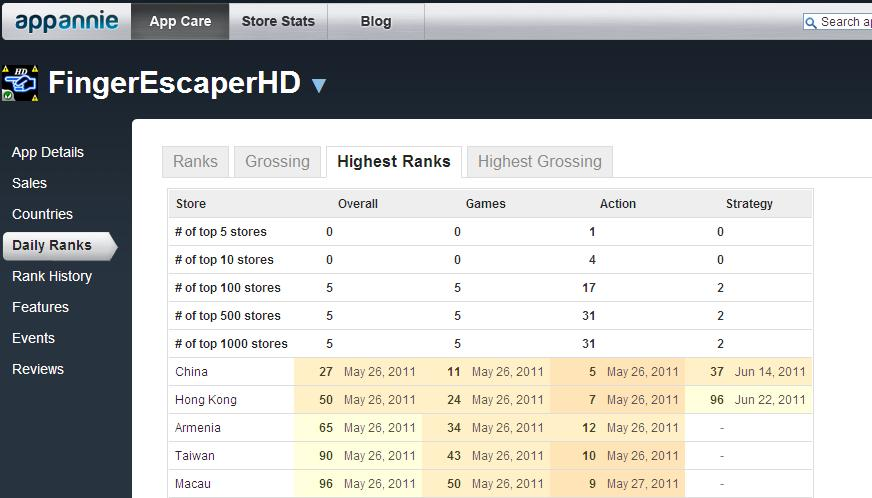 appannie App Care Store Stats Blog Search ap
HD
FingerEscaperHD
App Details
Sales
Countries
Daily Ranks
Rank History
Features
Events
Reviews
Ranks Grossing Highest Ranks Highest Grossing
Store Overall Games Action Strategy
# of top 5 stores 0 0 1 0
# of top 10 stores 0 0 4 0
# of top 100 stores 5 5 17 2
# of top 500 stores 5 5 31 2
# of top 1000 stores 5 5 31 2
China 27 May 26, 2011 11 May 26, 2011 5 May 26, 2011 37 Jun 14, 2011
Hong Kong 50 May 26, 2011 24 May 26, 2011 7 May 26, 2011 96 Jun 22, 2011
Armenia 65 May 26, 2011 34 May 26, 2011 12 May 26, 2011 -
Taiwan 90 May 26, 2011 43 May 26, 2011 10 May 26, 2011 -
Macau 96 May 26, 2011 50 May 26, 2011 9 May 27, 2011 -